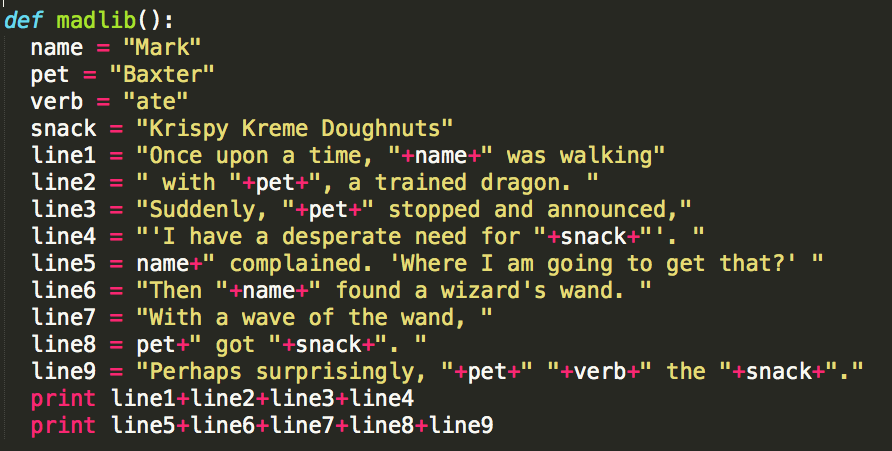 def madlib():
  name = "Mark"
  pet = "Baxter"
  verb = "ate"
  snack = "Krispy Kreme Doughnuts"
  line1 = "Once upon a time, "+name+" was walking"
  line2 = " with "+pet+", a trained dragon. "
  line3 = "Suddenly, "+pet+" stopped and announced,"
  line4 = "'I have a desperate need for "+snack+"'. "
  line5 = name+" complained. 'Where I am going to get that?' "
  line6 = "Then "+name+" found a wizard's wand. "
  line7 = "With a wave of the wand, "
  line8 = pet+" got "+snack+". "
  line9 = "Perhaps surprisingly, "+pet+" "+verb+" the "+snack+"."
  print line1+line2+line3+line4
  print line5+line6+line7+line8+line9